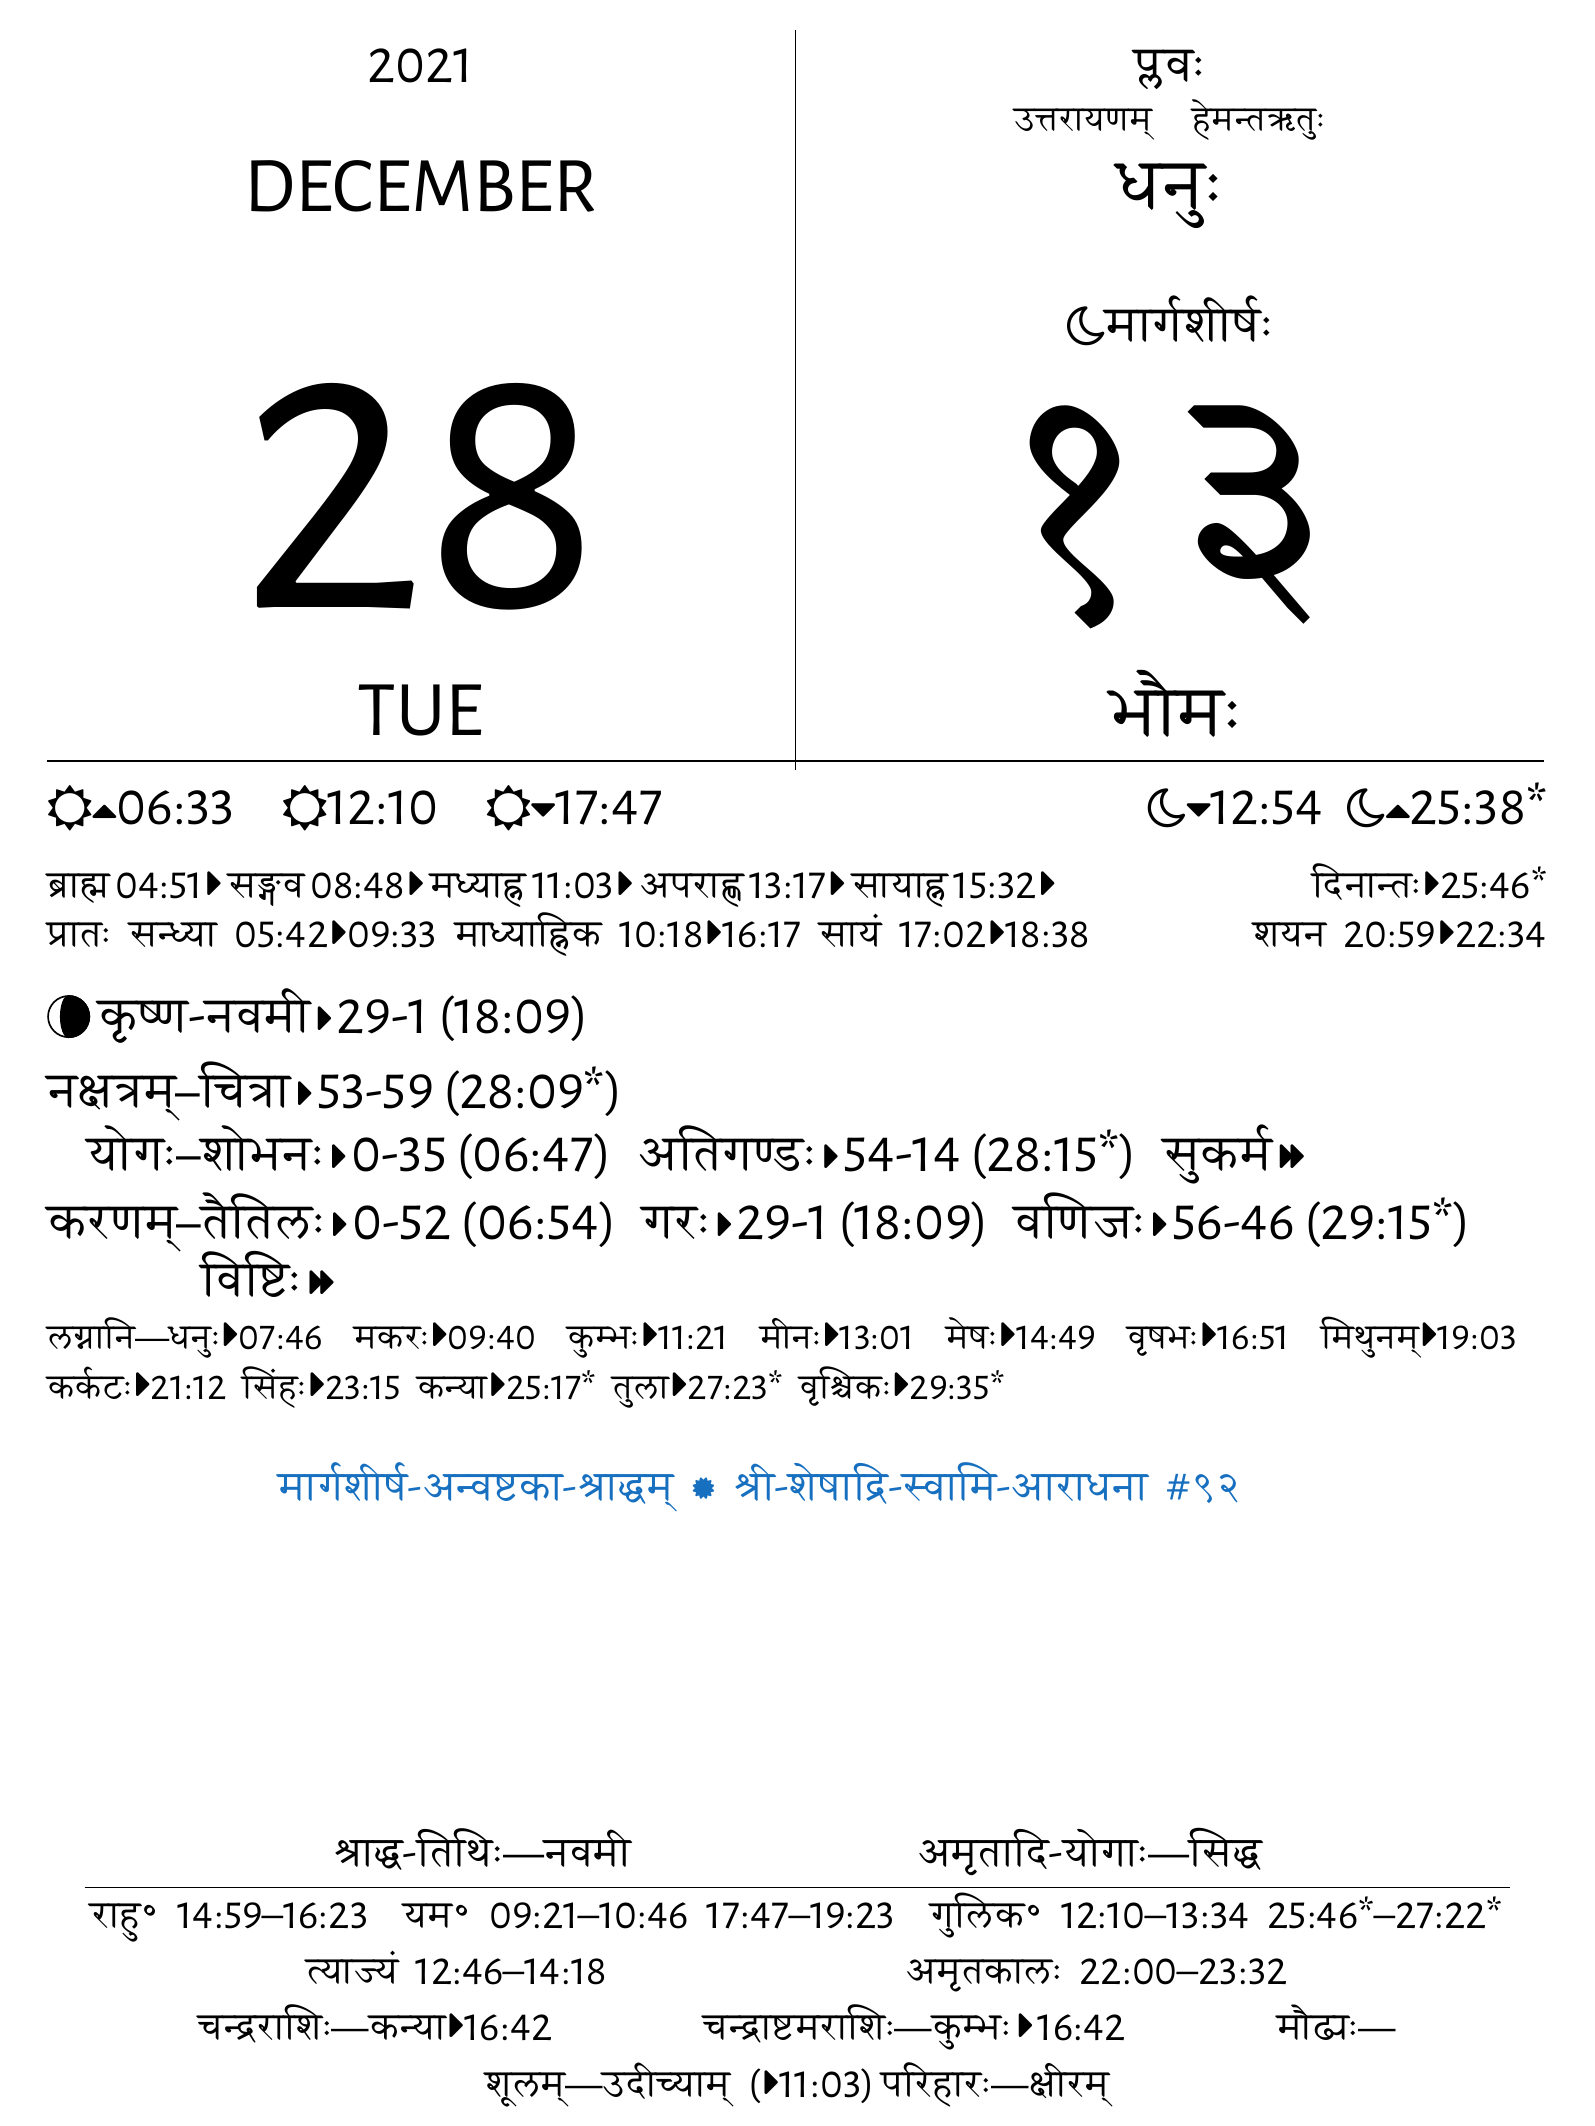 2021
DECEMBER
28
TUE
प्लवः
उत्तरायणम् हेमन्तऋतुः
धनुः
मार्गशीर्षः
१३
भौमः
06:33 12:10 17:47 12:54 25:38*
ब्राह्म 04:51 सङ्गव 08:48 मध्याह्न 11:03 अपराह्ण 13:17 सायाह्न 15:32 दिनान्तः 25:46*
प्रातः सन्ध्या 05:42 09:33 माध्याह्निक 10:18 16:17 सायं 17:02 18:38 शयन 20:59 22:34
कृष्ण-नवमी 29-1 (18:09)
नक्षत्रम्–चित्रा 53-59 (28:09*)
योगः–शोभनः 0-35 (06:47) अतिगण्डः 54-14 (28:15*) सुकर्म
करणम्–तैतिलः 0-52 (06:54) गरः 29-1 (18:09) वणिजः 56-46 (29:15*)
विष्टिः
लग्नानि—धनुः 07:46 मकरः 09:40 कुम्भः 11:21 मीनः 13:01 मेषः 14:49 वृषभः 16:51 मिथुनम् 19:03
कर्कटः 21:12 सिंहः 23:15 कन्या 25:17* तुला 27:23* वृश्चिकः 29:35*
मार्गशीर्ष-अन्वष्टका-श्राद्धम् ✹ श्री-शेषाद्रि-स्वामि-आराधना #९२
श्राद्ध-तिथिः—नवमी अमृतादि-योगाः—सिद्ध
राहु॰ 14:59–16:23 यम॰ 09:21–10:46 17:47–19:23 गुलिक॰ 12:10–13:34 25:46*–27:22*
त्याज्यं 12:46–14:18 अमृतकालः 22:00–23:32
चन्द्रराशिः—कन्या 16:42 चन्द्राष्टमराशिः—कुम्भः 16:42 मौढ्यः—
शूलम्—उदीच्याम् (11:03) परिहारः—क्षीरम्